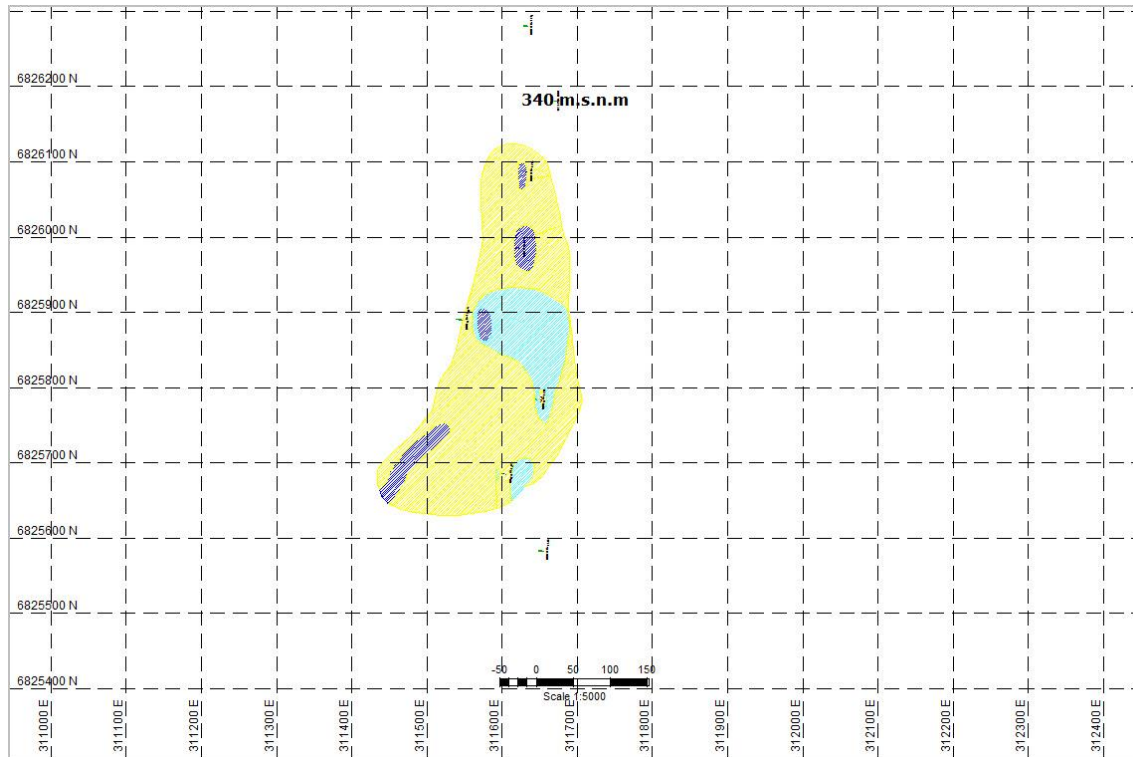 6826200 N
340 m.s.n.m
6826100 N
6826000 N
6825900 N
6825800 N
6825700 N
6825600 N
6825500 N
6825400 N
-50 0 50 100 150
Scale 1:5000
311000 E
311100 E
311200 E
311300 E
311400 E
311500 E
311600 E
311700 E
311800 E
311900 E
312000 E
312100 E
312200 E
312300 E
312400 E